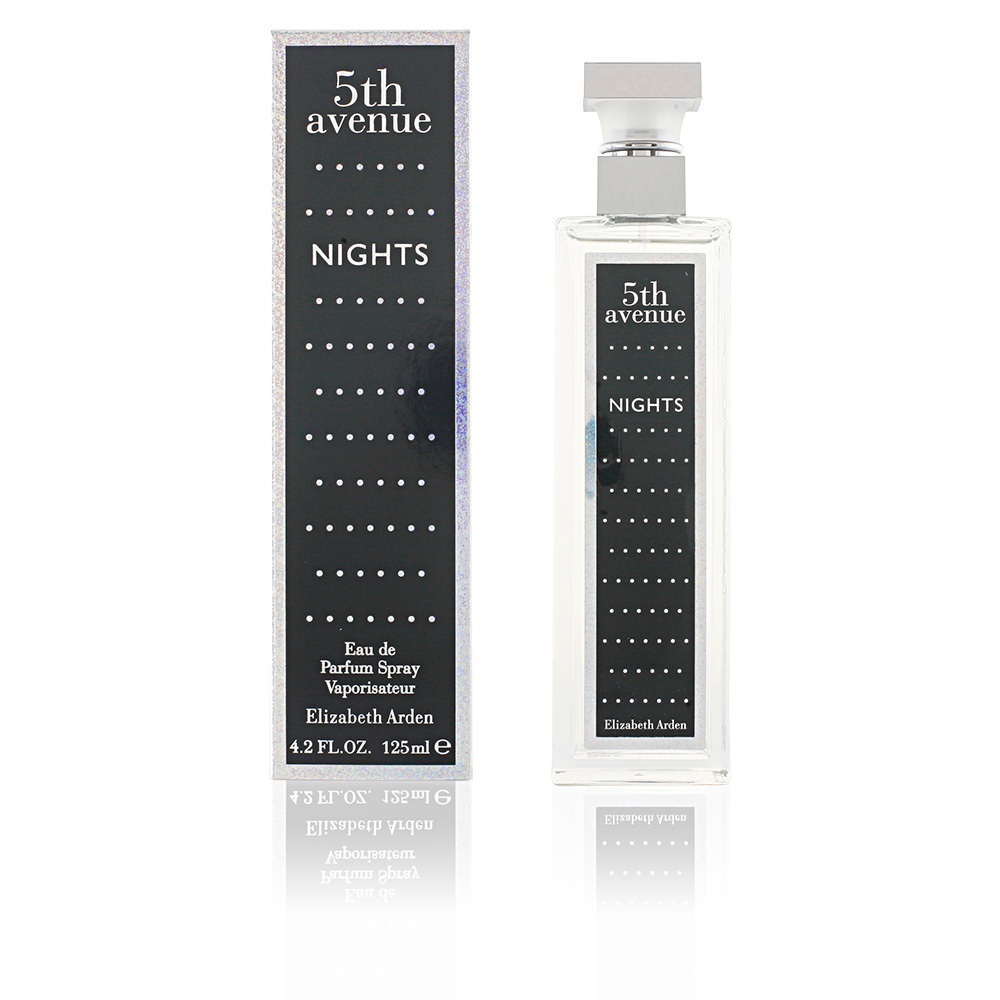 5th
avenue
NIGHTS
Eau de
Parfum Spray
Vaporisateur
Elizabeth Arden
4.2 FL.OZ. 125ml ℮
5th
avenue
NIGHTS
Elizabeth Arden